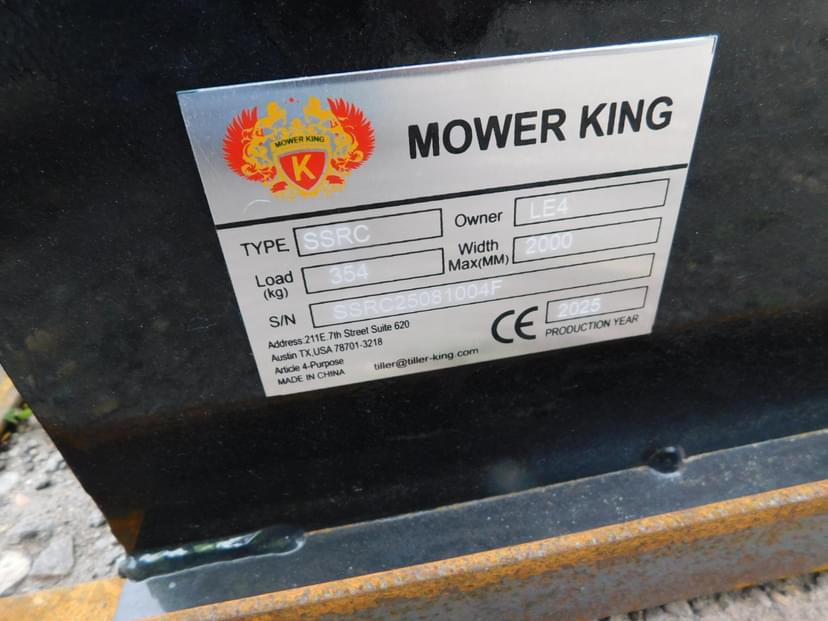 MOWER KING
K
MOWER KING
TYPE SSRC Owner LE4
Load (kg) 354 Width Max(MM) 2000
S/N SSRC25081004F
Address:211E.7th Street Suite 620
Austin TX,USA 78701-3218
Article 4-Purpose
MADE IN CHINA
tiller@tiller-king.com
CE 2025
PRODUCTION YEAR